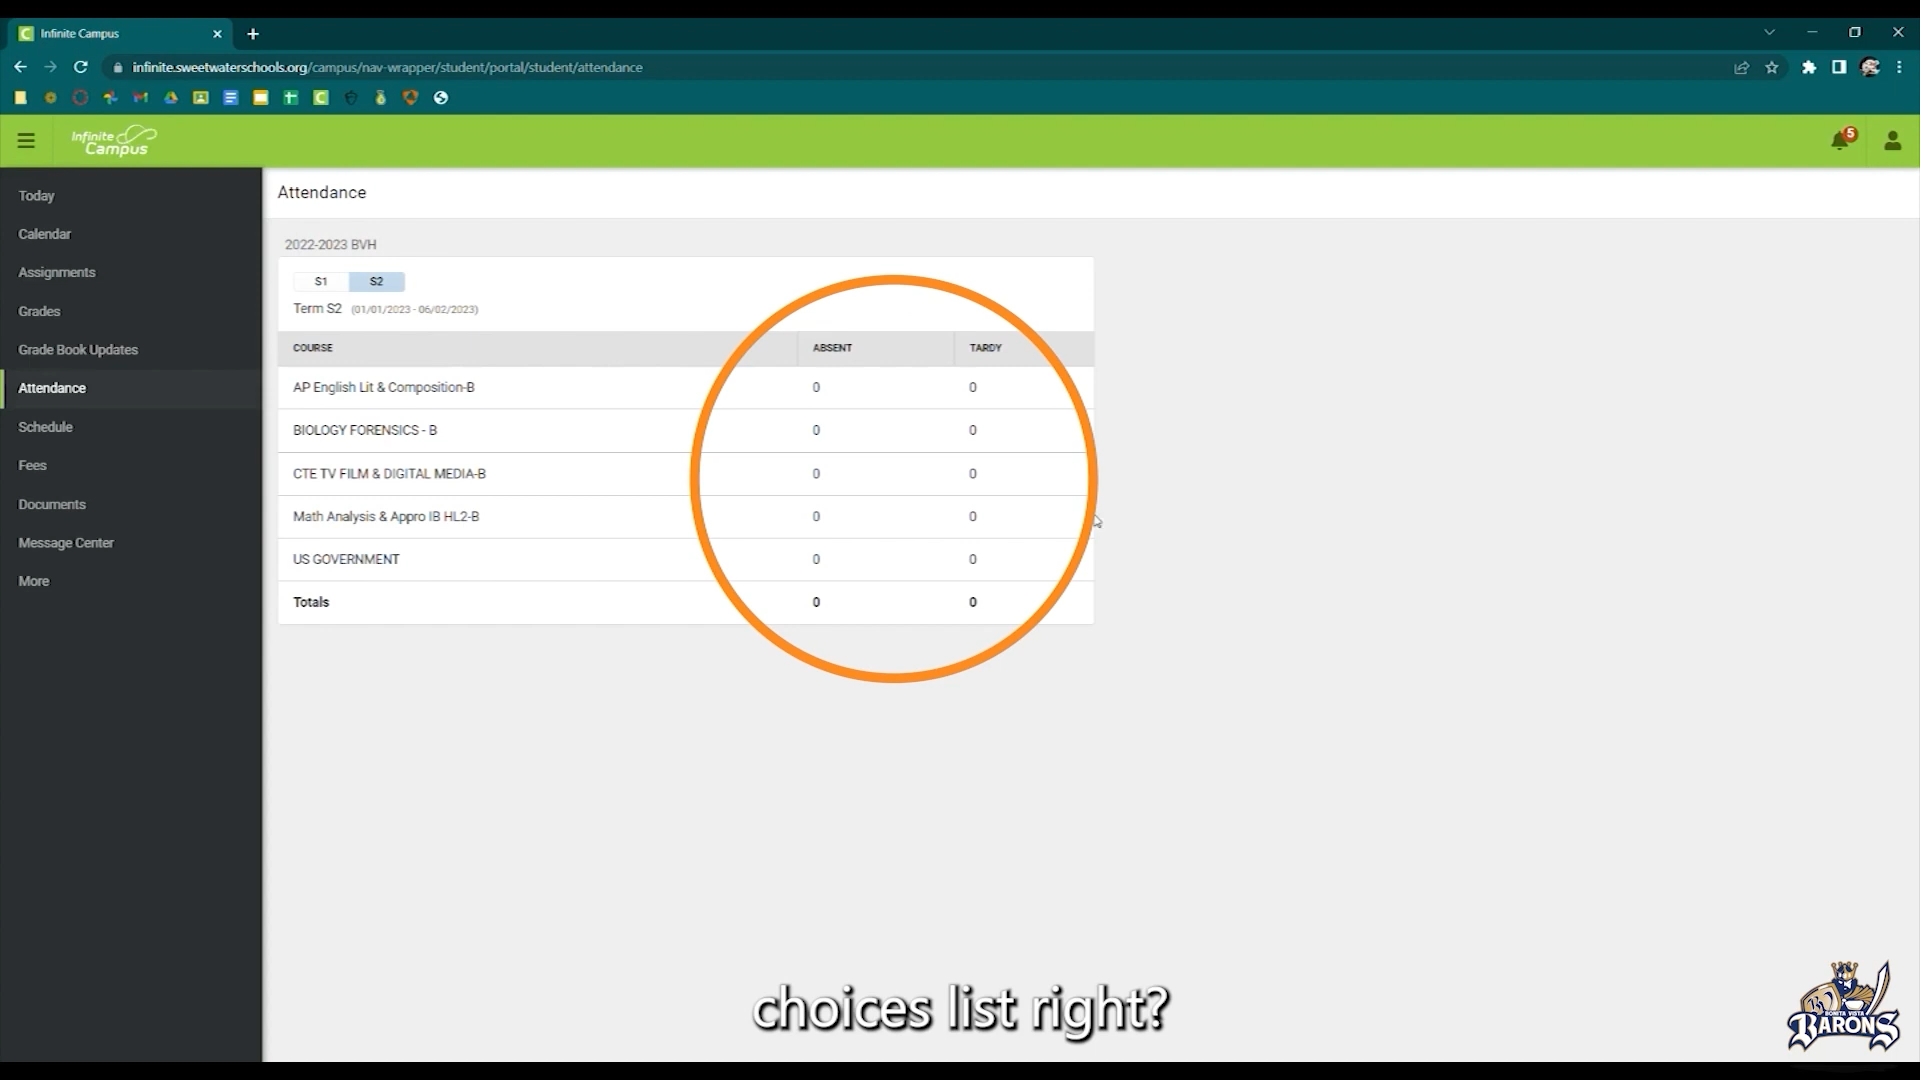 Infinite Campus
infinite.sweetwaterschools.org/campus/nav-wrapper/student/portal/student/attendance
Infinite
Campus
5
Today
Calendar
Assignments
Grades
Grade Book Updates
Attendance
Schedule
Fees
Documents
Message Center
More
Attendance
2022-2023 BVH
S1 S2
Term S2 (01/01/2023 - 06/02/2023)
COURSE ABSENT TARDY
AP English Lit & Composition-B 0 0
BIOLOGY FORENSICS - B 0 0
CTE TV FILM & DIGITAL MEDIA-B 0 0
Math Analysis & Appro IB HL2-B 0 0
US GOVERNMENT 0 0
Totals 0 0
choices list right?
BONITA VISTA
BARONS